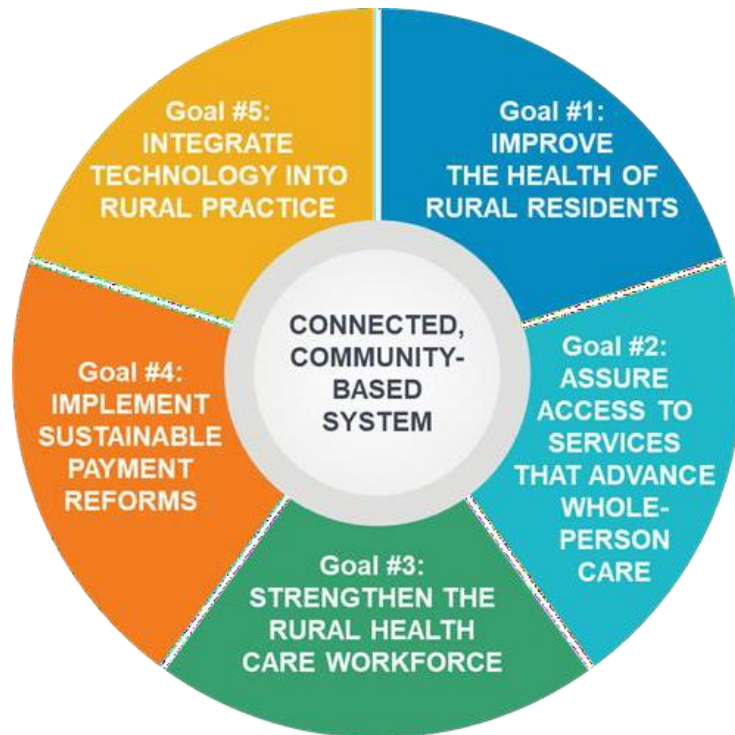 Goal #1:
IMPROVE
THE HEALTH OF
RURAL RESIDENTS
Goal #2:
ASSURE
ACCESS TO
SERVICES
THAT ADVANCE
WHOLE-
PERSON
CARE
Goal #3:
STRENGTHEN THE
RURAL HEALTH
CARE WORKFORCE
Goal #4:
IMPLEMENT
SUSTAINABLE
PAYMENT
REFORMS
Goal #5:
INTEGRATE
TECHNOLOGY INTO
RURAL PRACTICE
CONNECTED,
COMMUNITY-
BASED
SYSTEM